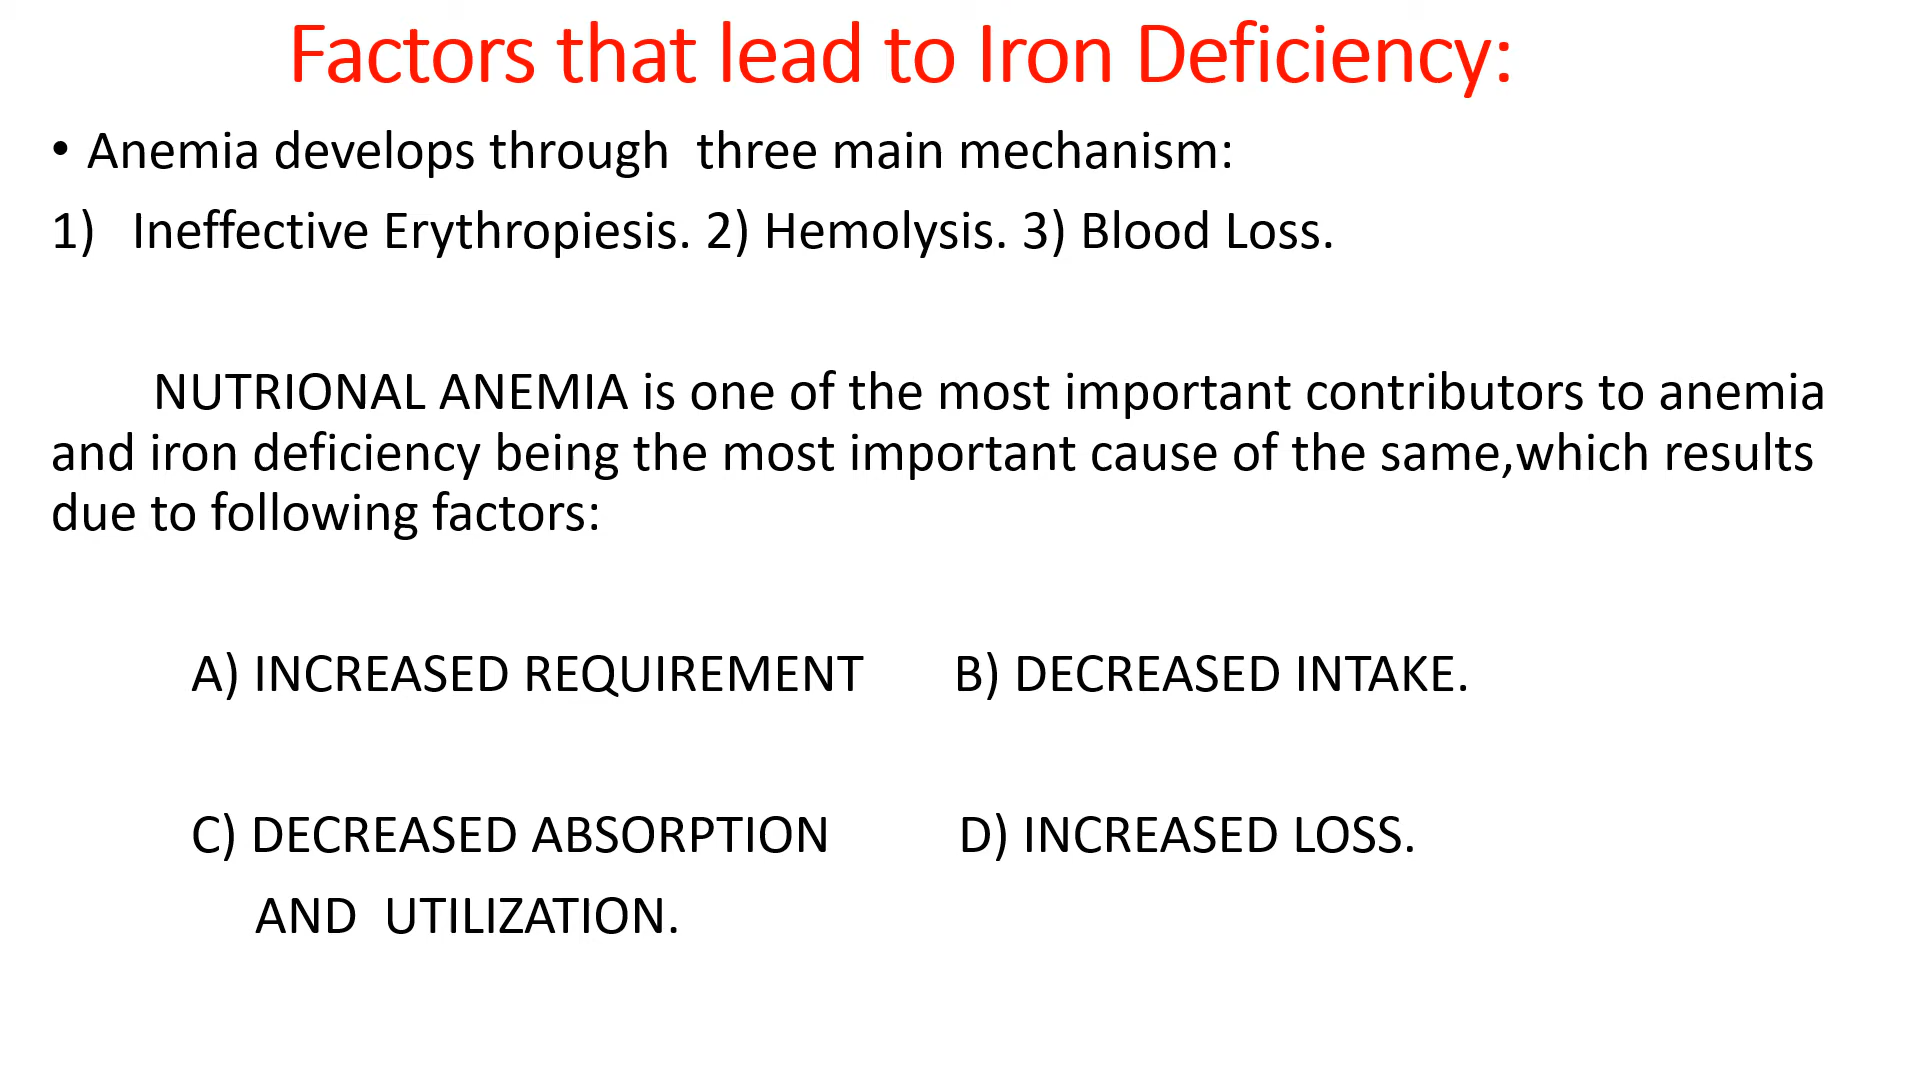 Factors that lead to Iron Deficiency:
• Anemia develops through  three main mechanism:
1)   Ineffective Erythropiesis. 2) Hemolysis. 3) Blood Loss.
NUTRIONAL ANEMIA is one of the most important contributors to anemia
and iron deficiency being the most important cause of the same,which results
due to following factors:
A) INCREASED REQUIREMENT      B) DECREASED INTAKE.
C) DECREASED ABSORPTION         D) INCREASED LOSS.
AND  UTILIZATION.